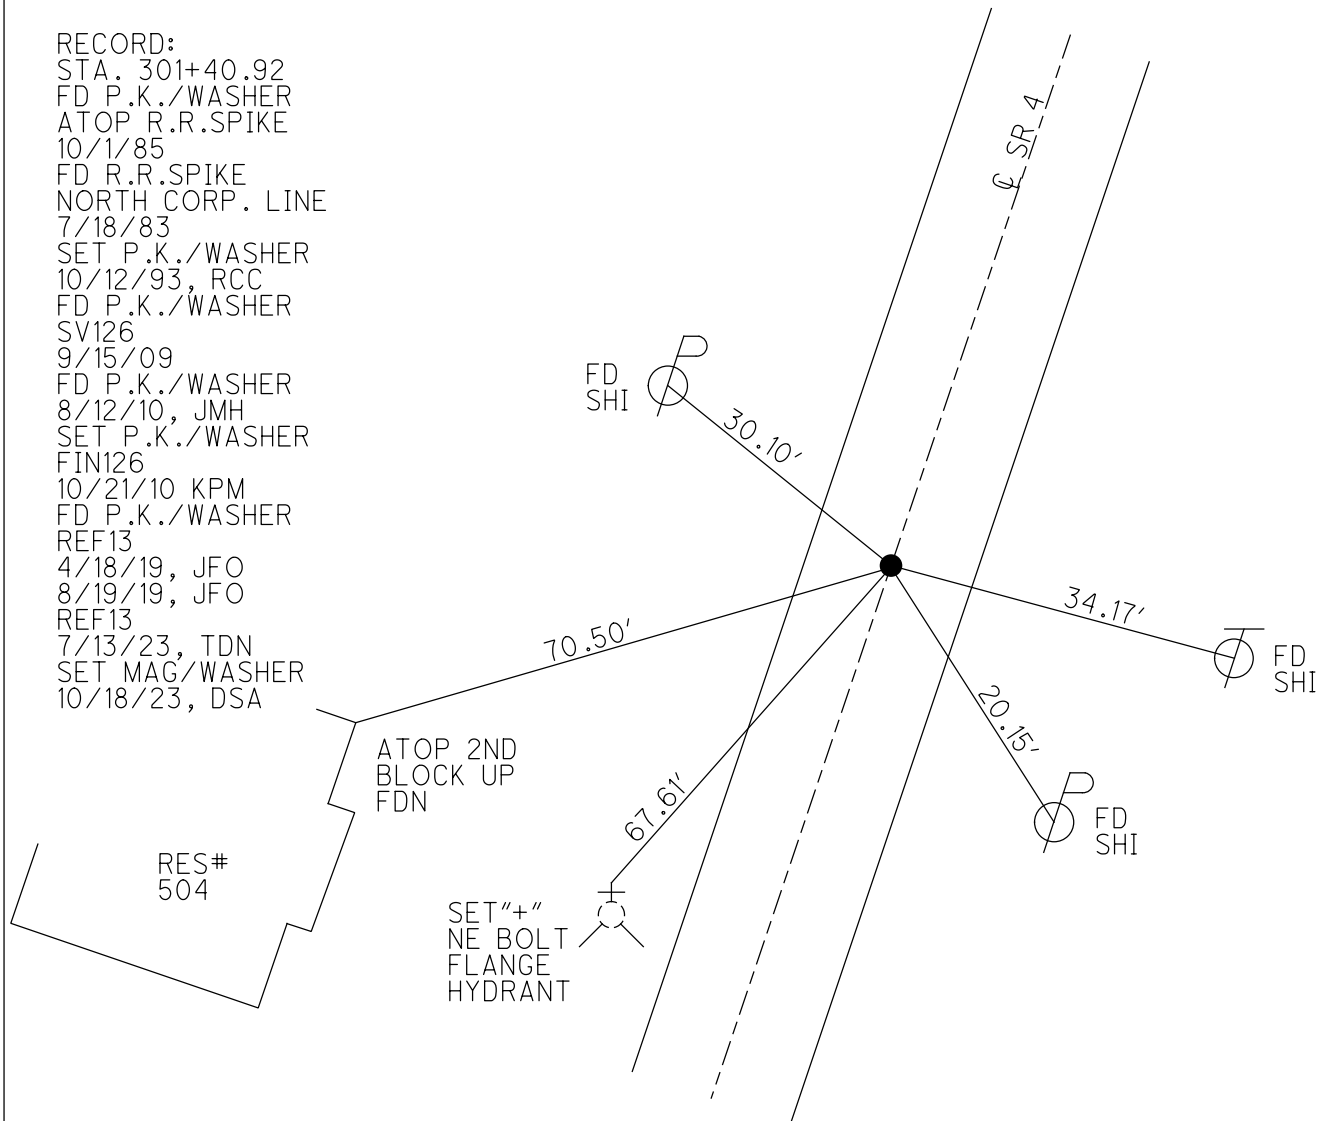 RECORD:
STA. 301+40.92
FD P.K./WASHER
ATOP R.R.SPIKE
10/1/85
FD R.R.SPIKE
NORTH CORP. LINE
7/18/83
SET P.K./WASHER
10/12/93, RCC
FD P.K./WASHER
SV126
9/15/09
FD P.K./WASHER
8/12/10, JMH
SET P.K./WASHER
FIN126
10/21/10 KPM
FD P.K./WASHER
REF13
4/18/19, JFO
8/19/19, JFO
REF13
7/13/23, TDN
SET MAG/WASHER
10/18/23, DSA
℄ SR 4
FD
SHI
30.10'
34.17'
FD
SHI
70.50'
20.15'
ATOP 2ND
BLOCK UP
FDN
67.61'
FD
SHI
RES#
504
SET"+"
NE BOLT
FLANGE
HYDRANT